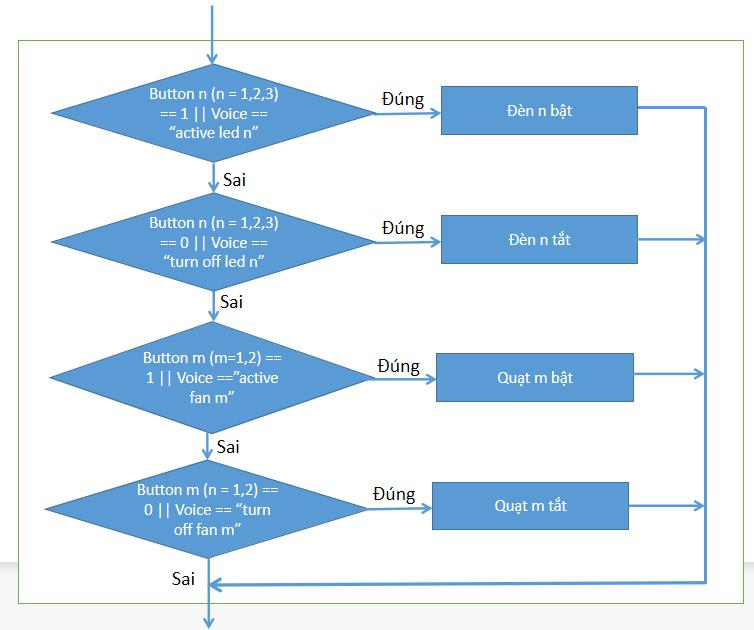 Button n (n = 1,2,3)
== 1 || Voice ==
“active led n”
Đúng
Đèn n bật
Sai
Button n (n = 1,2,3)
== 0 || Voice ==
“turn off led n”
Đúng
Đèn n tắt
Sai
Button m (m=1,2) ==
1 || Voice ==”active
fan m”
Đúng
Quạt m bật
Sai
Button m (n = 1,2) ==
0 || Voice == “turn
off fan m”
Đúng
Quạt m tắt
Sai